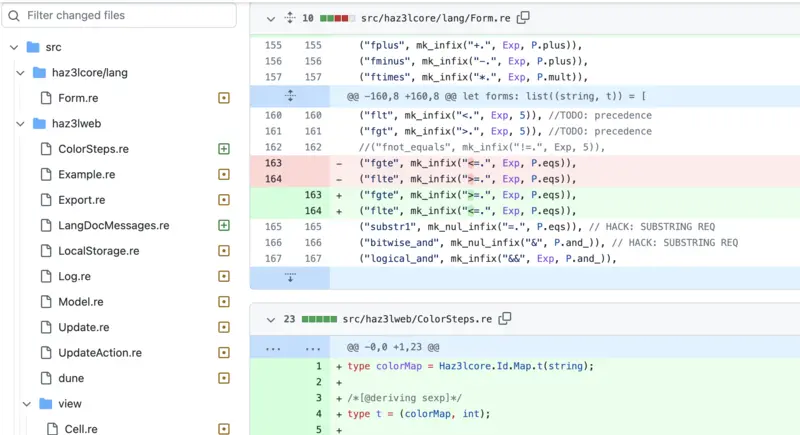 Filter changed files
src
haz3lcore/lang
Form.re
haz3lweb
ColorSteps.re
Example.re
Export.re
LangDocMessages.re
LocalStorage.re
Log.re
Model.re
Update.re
UpdateAction.re
dune
view
Cell.re
10 src/haz3lcore/lang/Form.re
155 155 ("fplus", mk_infix("+.", Exp, P.plus)),
156 156 ("fminus", mk_infix("-.", Exp, P.plus)),
157 157 ("ftimes", mk_infix("*.", Exp, P.mult)),
@@ -160,8 +160,8 @@ let forms: list((string, t)) = [
160 160 ("flt", mk_infix("<.", Exp, 5)), //TODO: precedence
161 161 ("fgt", mk_infix(">.", Exp, 5)), //TODO: precedence
162 162 //("fnot_equals", mk_infix("!=.", Exp, 5)),
163 - ("fgte", mk_infix("<=.", Exp, P.eqs)),
164 - ("flte", mk_infix(">=.", Exp, P.eqs)),
163 + ("fgte", mk_infix(">=.", Exp, P.eqs)),
164 + ("flte", mk_infix("<=.", Exp, P.eqs)),
165 165 ("substr1", mk_nul_infix("=.", P.eqs)), // HACK: SUBSTRING REQ
166 166 ("bitwise_and", mk_nul_infix("&", P.and_)), // HACK: SUBSTRING REQ
167 167 ("logical_and", mk_infix("&&", Exp, P.and_)),
23 src/haz3lweb/ColorSteps.re
... ... @@ -0,0 +1,23 @@
1 + type colorMap = Haz3lcore.Id.Map.t(string);
2 +
3 + /*[@deriving sexp]*/
4 + type t = (colorMap, int);
5 +